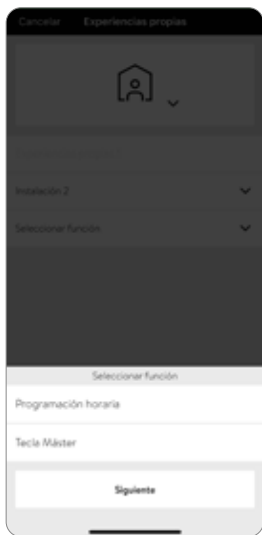 Cancelar Experiencias propias
Instalación 2
Seleccionar función
Seleccionar función
Programación horaria
Tecla Máster
Siguiente